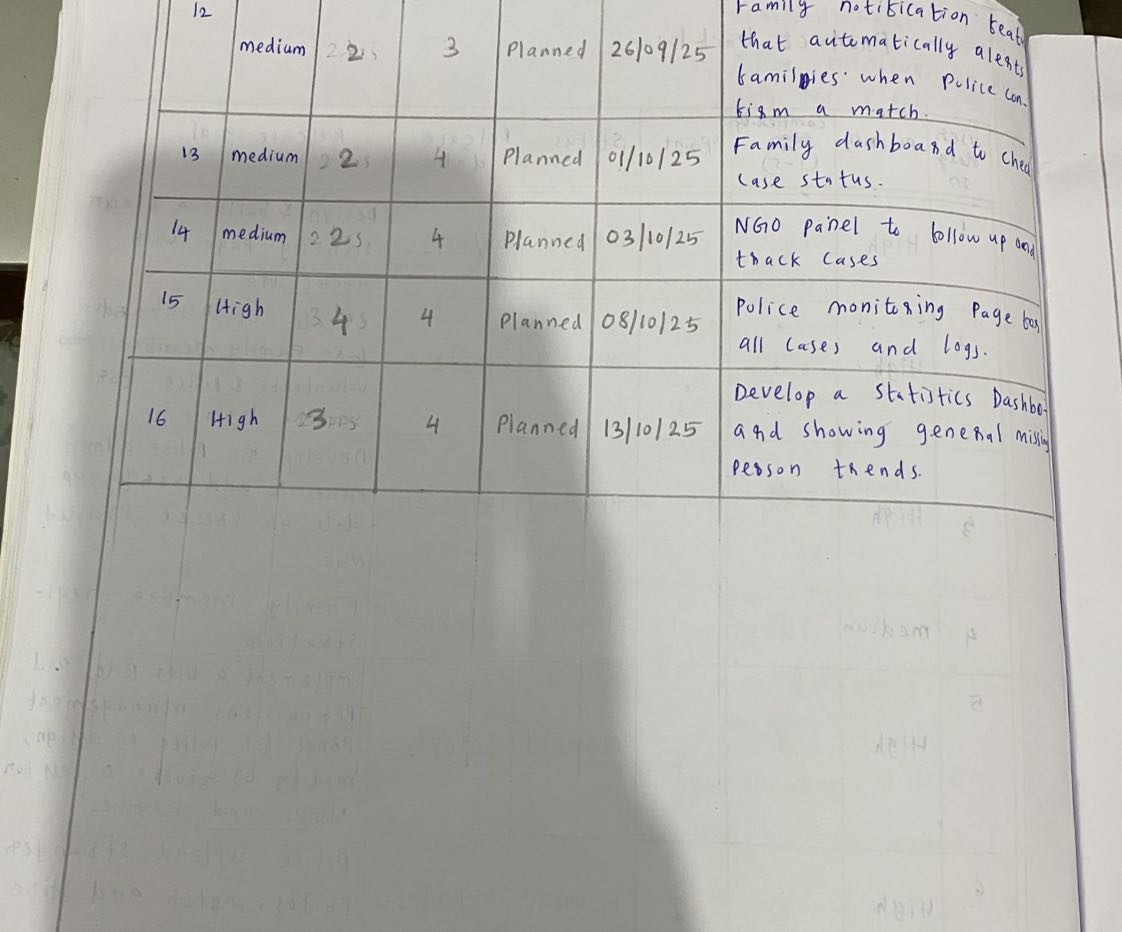 12
medium 2 3 Planned 26/09/25
Family notification
that automatically alerts
families when Police con-
firm a match.
13 medium 2 4 Planned 01/10/25
Family dashboard to
case status.
14 medium 2 4 Planned 03/10/25
NGO panel to follow up and
track cases
15 High 4 4 Planned 08/10/25
Police monitoring Page for
all cases and logs.
16 High 3 4 Planned 13/10/25
Develop a Statistics Dashbo-
ard showing general missing
person trends.